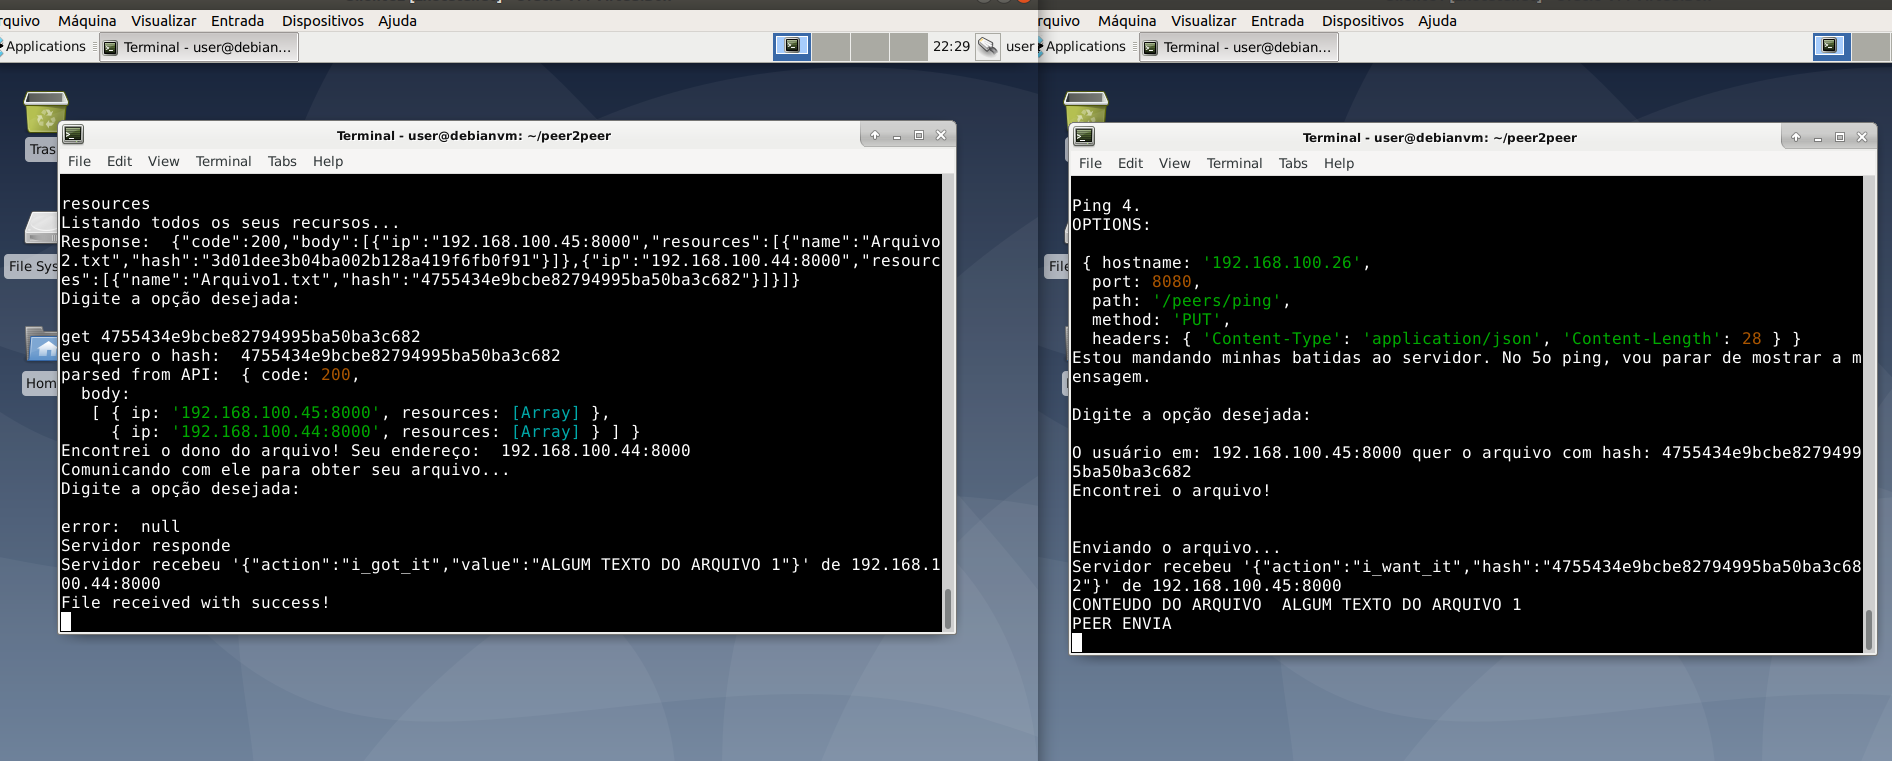 rquivo Máquina Visualizar Entrada Dispositivos Ajuda
Applications Terminal - user@debian... 22:29 user
Tras
File Sys
Hom
Terminal - user@debianvm: ~/peer2peer
File Edit View Terminal Tabs Help
resources
Listando todos os seus recursos...
Response:  {"code":200,"body":[{"ip":"192.168.100.45:8000","resources":[{"name":"Arquivo
2.txt","hash":"3d01dee3b04ba002b128a419f6fb0f91"}]},{"ip":"192.168.100.44:8000","resourc
es":[{"name":"Arquivo1.txt","hash":"4755434e9bcbe82794995ba50ba3c682"}]}]}
Digite a opção desejada:
get 4755434e9bcbe82794995ba50ba3c682
eu quero o hash:  4755434e9bcbe82794995ba50ba3c682
parsed from API:  { code: 200,
body:
[ { ip: '192.168.100.45:8000', resources: [Array] },
{ ip: '192.168.100.44:8000', resources: [Array] } ] }
Encontrei o dono do arquivo! Seu endereço:  192.168.100.44:8000
Comunicando com ele para obter seu arquivo...
Digite a opção desejada:
error:  null
Servidor responde
Servidor recebeu '{"action":"i_got_it","value":"ALGUM TEXTO DO ARQUIVO 1"}' de 192.168.1
00.44:8000
File received with success!
rquivo Máquina Visualizar Entrada Dispositivos Ajuda
Applications Terminal - user@debian...
File
Terminal - user@debianvm: ~/peer2peer
File Edit View Terminal Tabs Help
Ping 4.
OPTIONS:
{ hostname: '192.168.100.26',
port: 8080,
path: '/peers/ping',
method: 'PUT',
headers: { 'Content-Type': 'application/json', 'Content-Length': 28 } }
Estou mandando minhas batidas ao servidor. No 5o ping, vou parar de mostrar a m
ensagem.
Digite a opção desejada:
O usuário em: 192.168.100.45:8000 quer o arquivo com hash: 4755434e9bcbe8279499
5ba50ba3c682
Encontrei o arquivo!
Enviando o arquivo...
Servidor recebeu '{"action":"i_want_it","hash":"4755434e9bcbe82794995ba50ba3c68
2"}' de 192.168.100.45:8000
CONTEUDO DO ARQUIVO  ALGUM TEXTO DO ARQUIVO 1
PEER ENVIA